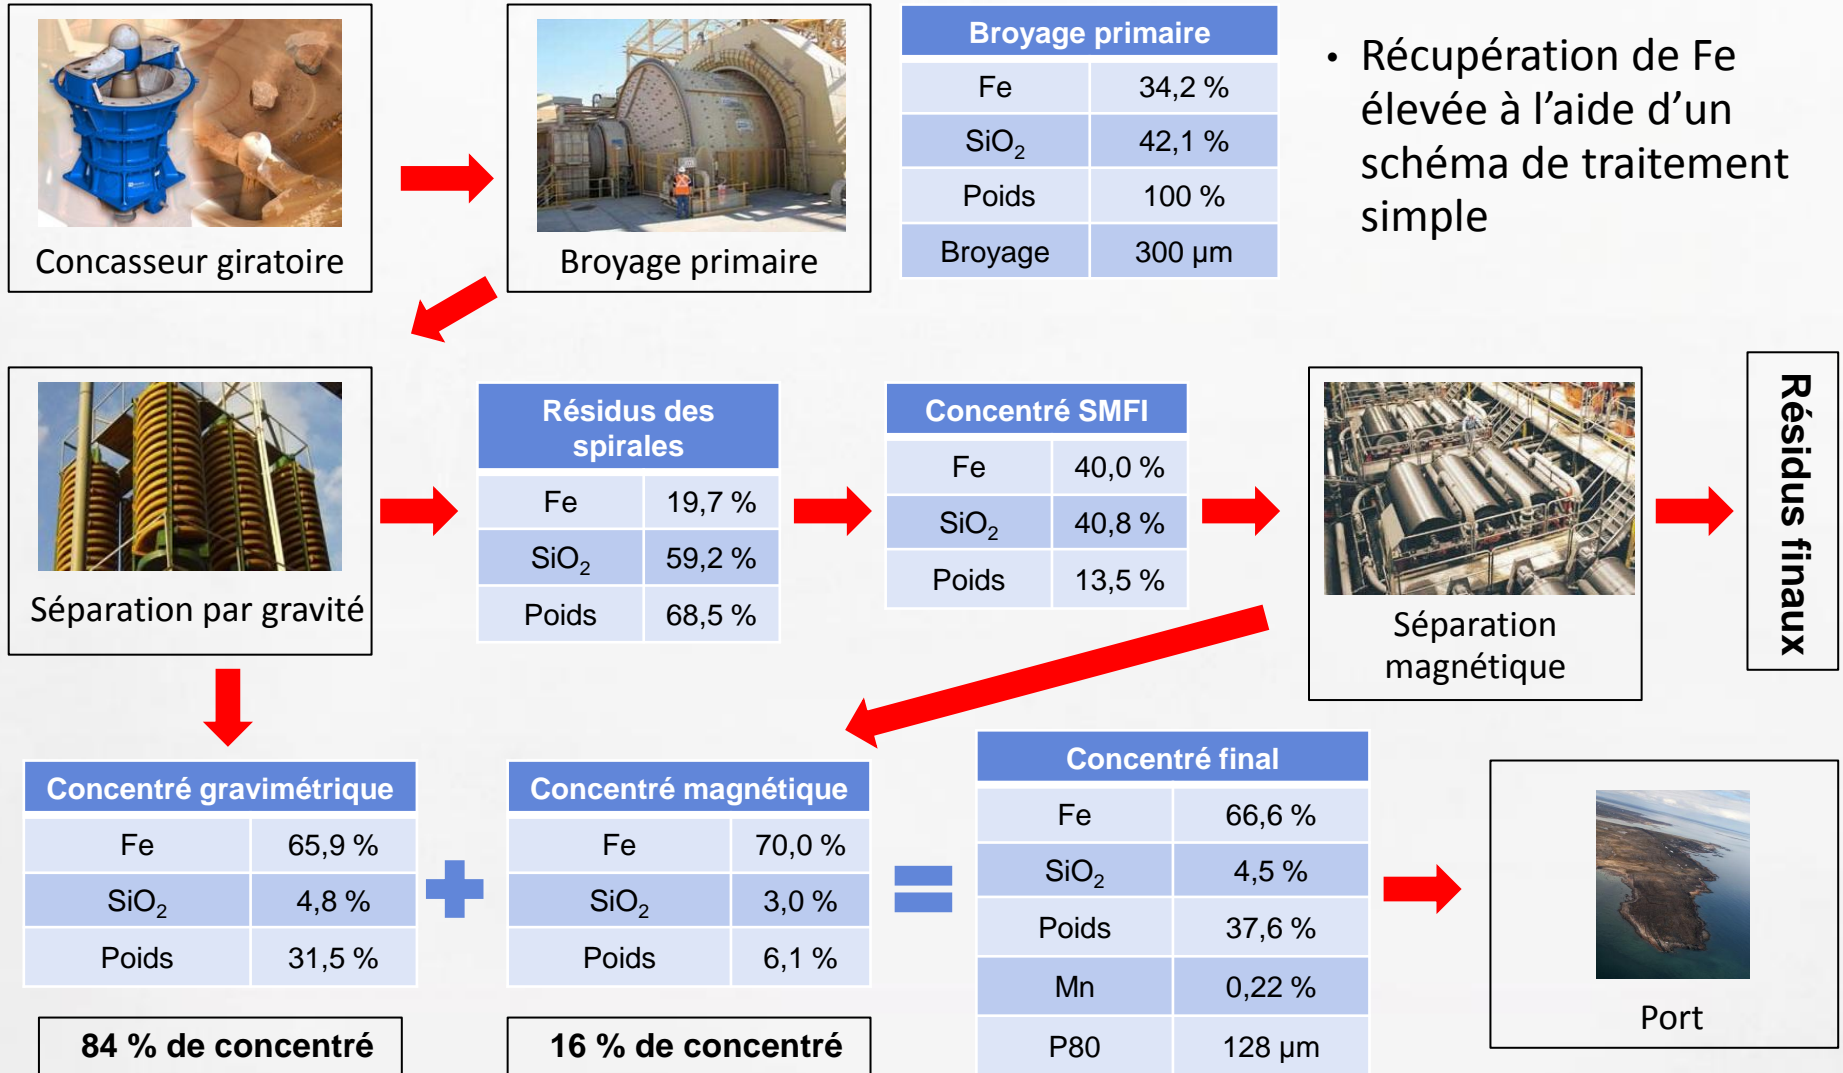 Concasseur giratoire
Broyage primaire
Broyage primaire
Fe 34,2 %
SiO₂ 42,1 %
Poids 100 %
Broyage 300 µm
• Récupération de Fe
élevée à l’aide d’un
schéma de traitement
simple
Séparation par gravité
Résidus des
spirales
Fe 19,7 %
SiO₂ 59,2 %
Poids 68,5 %
Concentré SMFI
Fe 40,0 %
SiO₂ 40,8 %
Poids 13,5 %
Séparation
magnétique
Résidus finaux
Concentré gravimétrique
Fe 65,9 %
SiO₂ 4,8 %
Poids 31,5 %
84 % de concentré
Concentré magnétique
Fe 70,0 %
SiO₂ 3,0 %
Poids 6,1 %
16 % de concentré
Concentré final
Fe 66,6 %
SiO₂ 4,5 %
Poids 37,6 %
Mn 0,22 %
P80 128 µm
Port